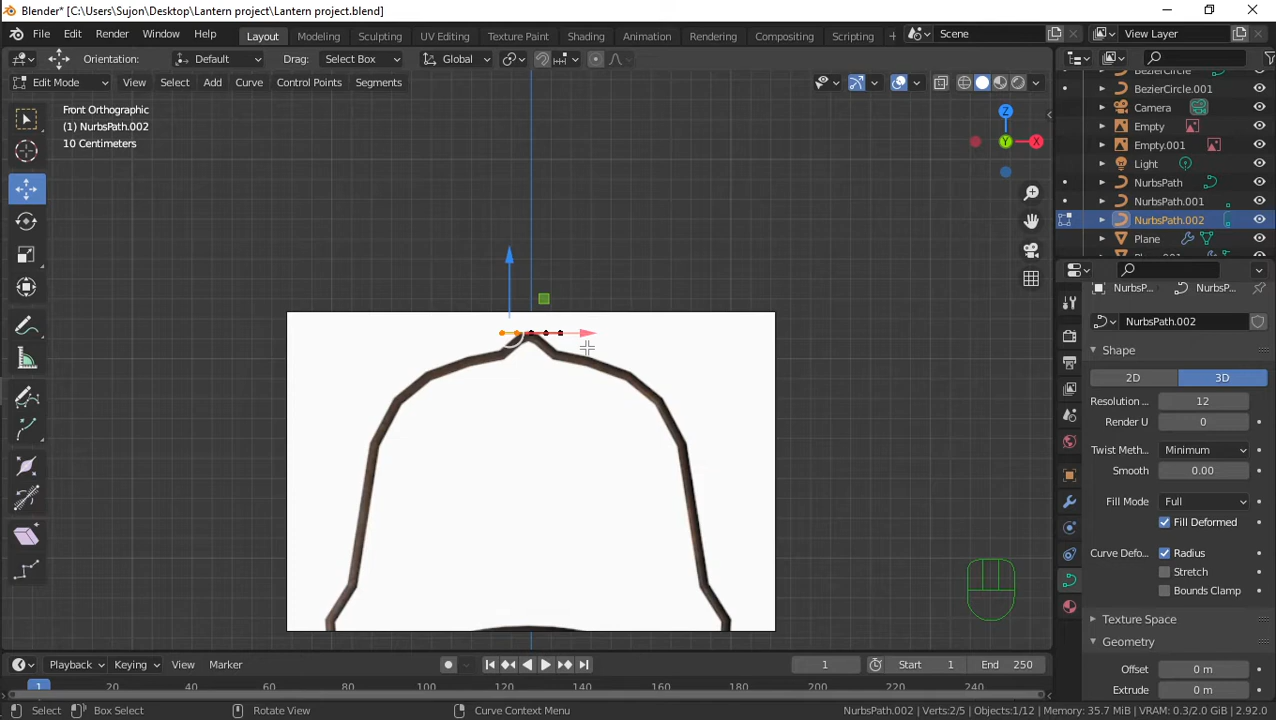 Blender* [C:\Users\Sujon\Desktop\Lantern project\Lantern project.blend]
File Edit Render Window Help Layout Modeling Sculpting UV Editing Texture Paint Shading Animation Rendering Compositing Scripting + Scene View Layer
Orientation: Default Drag: Select Box Global
Edit Mode View Select Add Curve Control Points Segments
Front Orthographic
(1) NurbsPath.002
10 Centimeters
Z
Y
X
BezierCircle
BezierCircle.001
Camera
Empty
Empty.001
Light
NurbsPath
NurbsPath.001
NurbsPath.002
Plane
NurbsP... NurbsP...
NurbsPath.002
Shape
2D 3D
Resolution ... 12
Render U 0
Twist Meth... Minimum
Smooth 0.00
Fill Mode Full
Fill Deformed
Curve Defo... Radius
Stretch
Bounds Clamp
Texture Space
Geometry
Offset 0 m
Extrude 0 m
Playback Keying View Marker 1 Start 1 End 250
1 20 40 60 80 100 120 140 160 180 200 220 240
Select Box Select Rotate View Curve Context Menu NurbsPath.002 | Verts:2/5 | Objects:1/12 | Memory: 35.7 MiB | VRAM: 0.3/2.0 GiB | 2.92.0